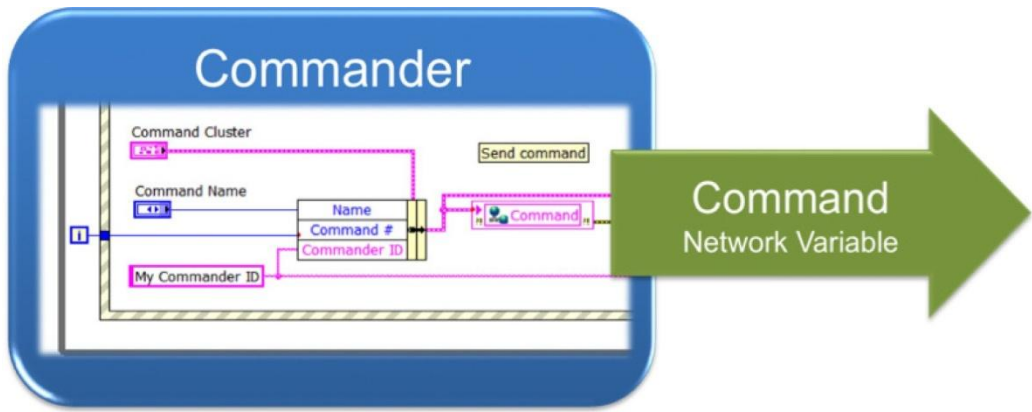 Commander
Command Cluster
Send command
Command Name
Name
Command #
Commander ID
Command
i
My Commander ID
Command
Network Variable